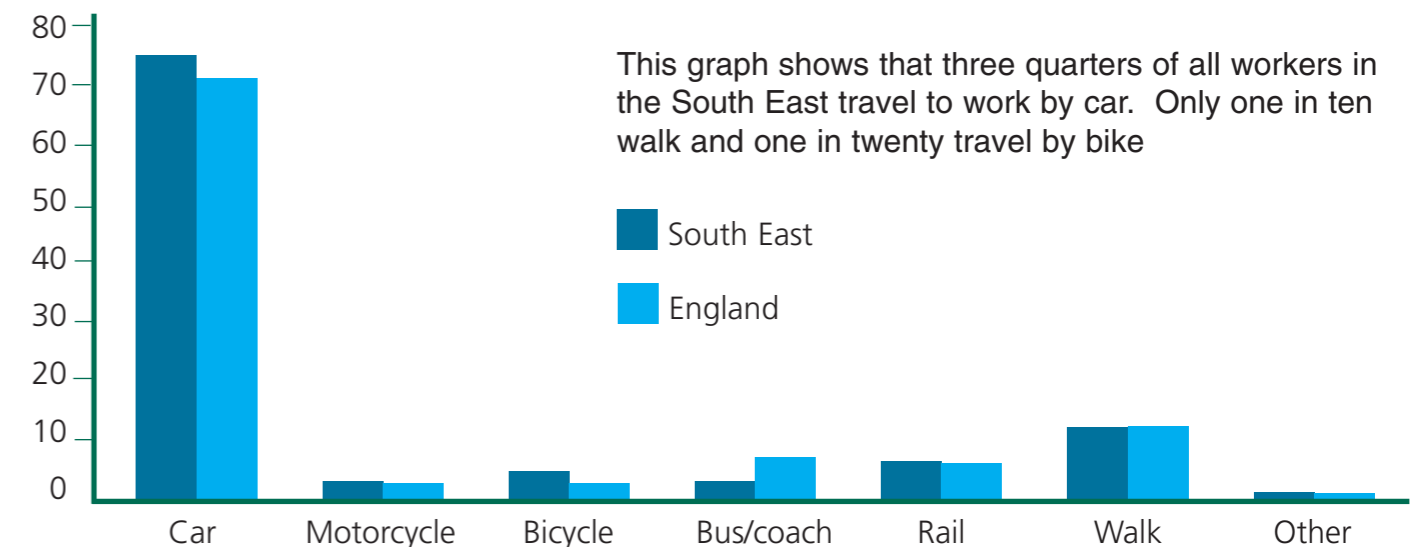 80
70
60
50
40
30
20
10
0
This graph shows that three quarters of all workers in
the South East travel to work by car. Only one in ten
walk and one in twenty travel by bike
South East
England
Car Motorcycle Bicycle Bus/coach Rail Walk Other